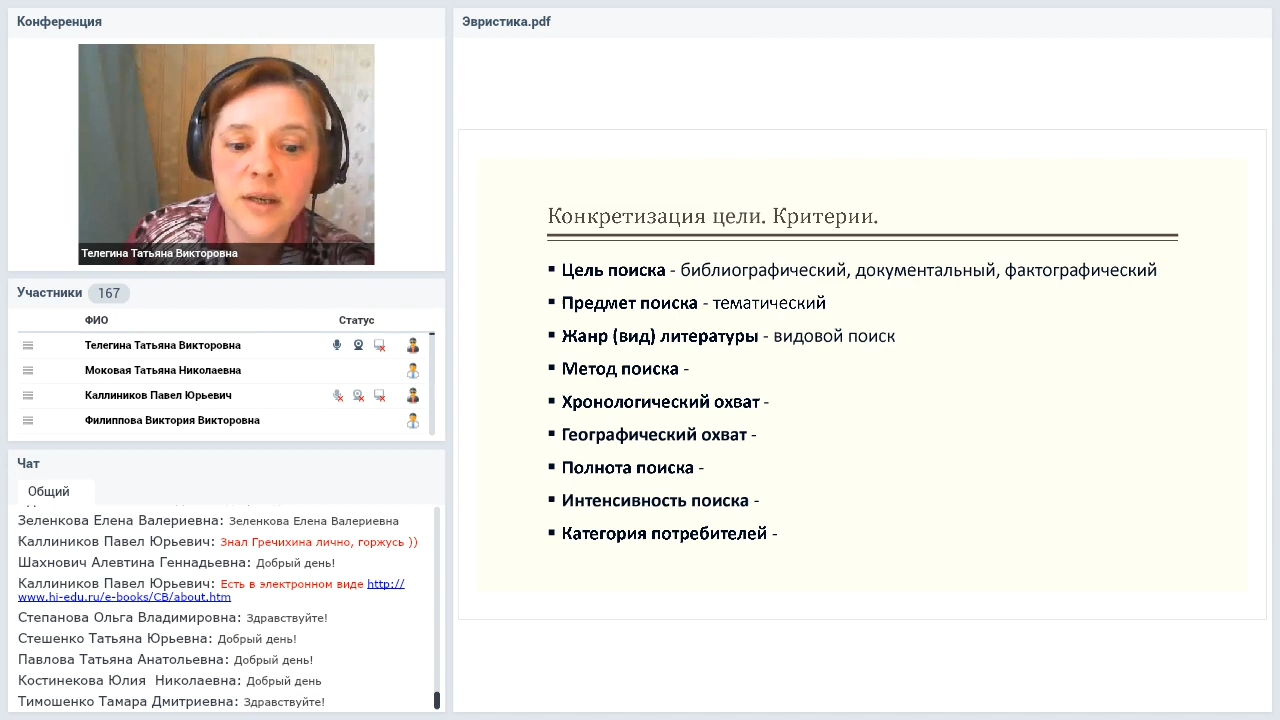 Конференция
Телегина Татьяна Викторовна
Участники 167
ФИО Статус
Телегина Татьяна Викторовна
Моковая Татьяна Николаевна
Каллиников Павел Юрьевич
Филиппова Виктория Викторовна
Чат
Общий
Зеленкова Елена Валериевна: Зеленкова Елена Валериевна
Каллиников Павел Юрьевич: Знал Гречихина лично, горжусь ))
Шахнович Алевтина Геннадьевна: Добрый день!
Каллиников Павел Юрьевич: Есть в электронном виде http://
www.hi-edu.ru/e-books/CB/about.htm
Степанова Ольга Владимировна: Здравствуйте!
Стешенко Татьяна Юрьевна: Добрый день!
Павлова Татьяна Анатольевна: Добрый день!
Костинекова Юлия Николаевна: Добрый день
Тимошенко Тамара Дмитриевна: Здравствуйте!
Эвристика.pdf
Конкретизация цели. Критерии.
▪ Цель поиска - библиографический, документальный, фактографический
▪ Предмет поиска - тематический
▪ Жанр (вид) литературы - видовой поиск
▪ Метод поиска -
▪ Хронологический охват -
▪ Географический охват -
▪ Полнота поиска -
▪ Интенсивность поиска -
▪ Категория потребителей -